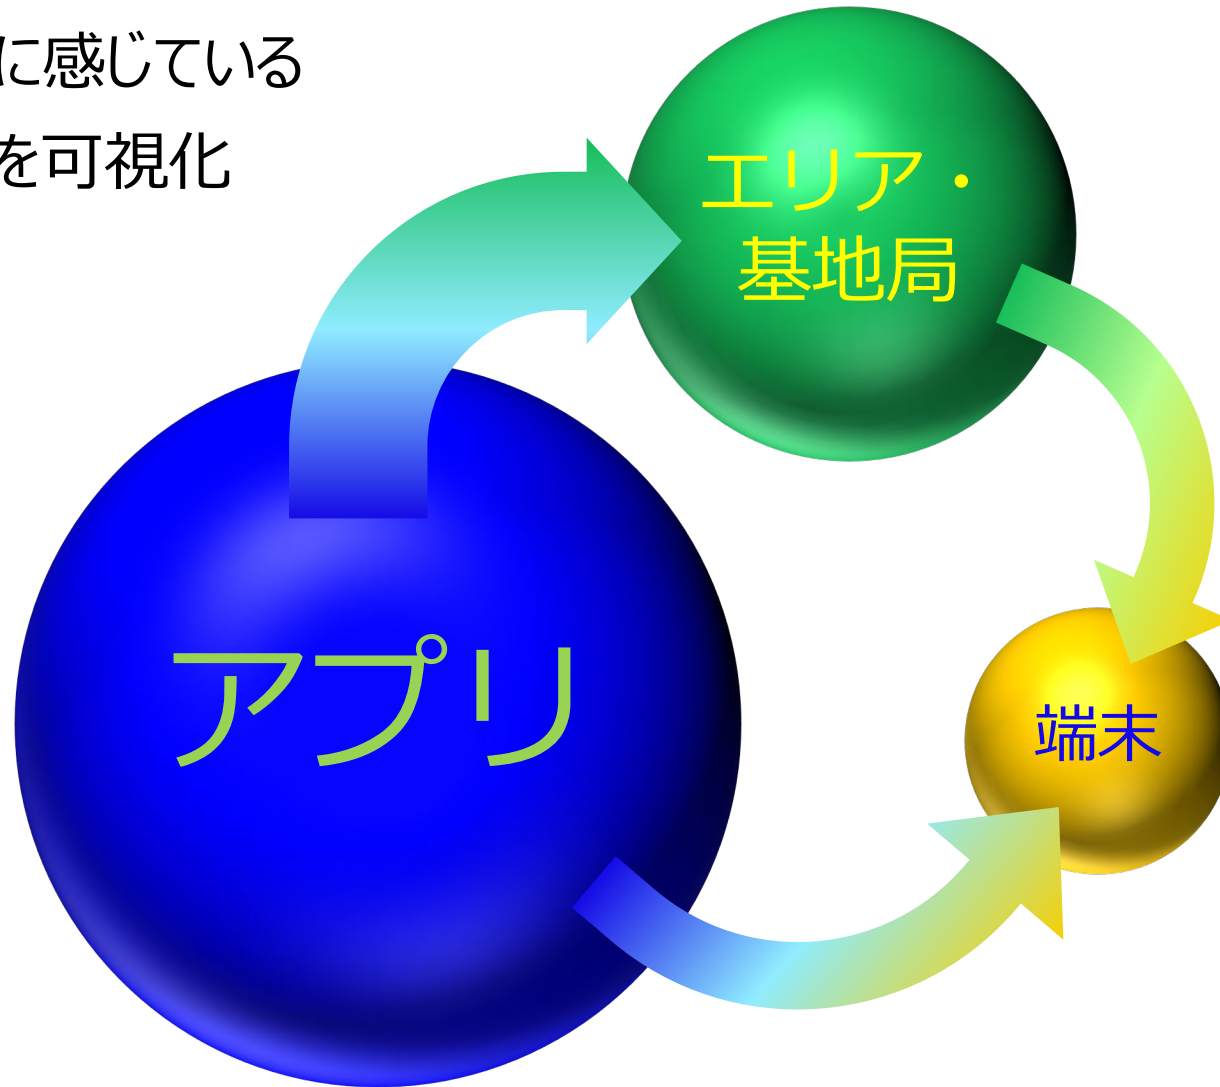 に感じている
を可視化
エリア・
基地局
アプリ
端末